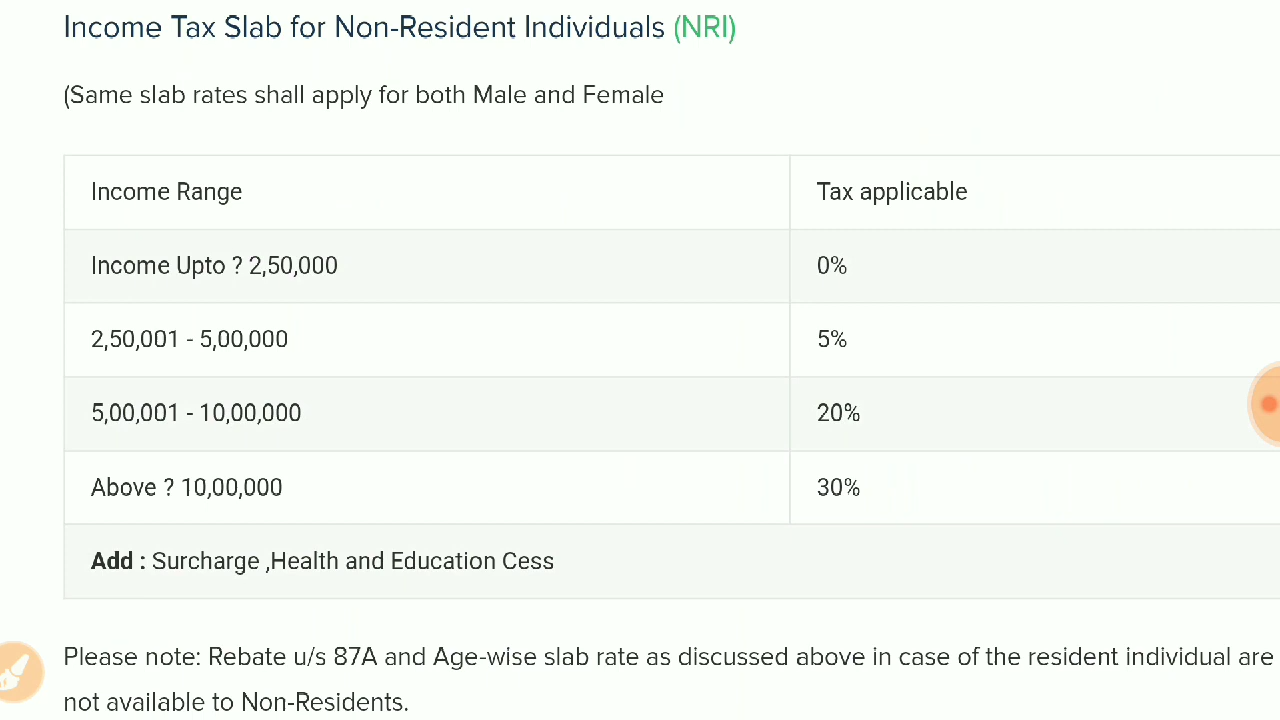 Income Tax Slab for Non-Resident Individuals (NRI)
(Same slab rates shall apply for both Male and Female
Income Range Tax applicable
Income Upto ? 2,50,000 0%
2,50,001 - 5,00,000 5%
5,00,001 - 10,00,000 20%
Above ? 10,00,000 30%
Add : Surcharge ,Health and Education Cess
Please note: Rebate u/s 87A and Age-wise slab rate as discussed above in case of the resident individual are
not available to Non-Residents.